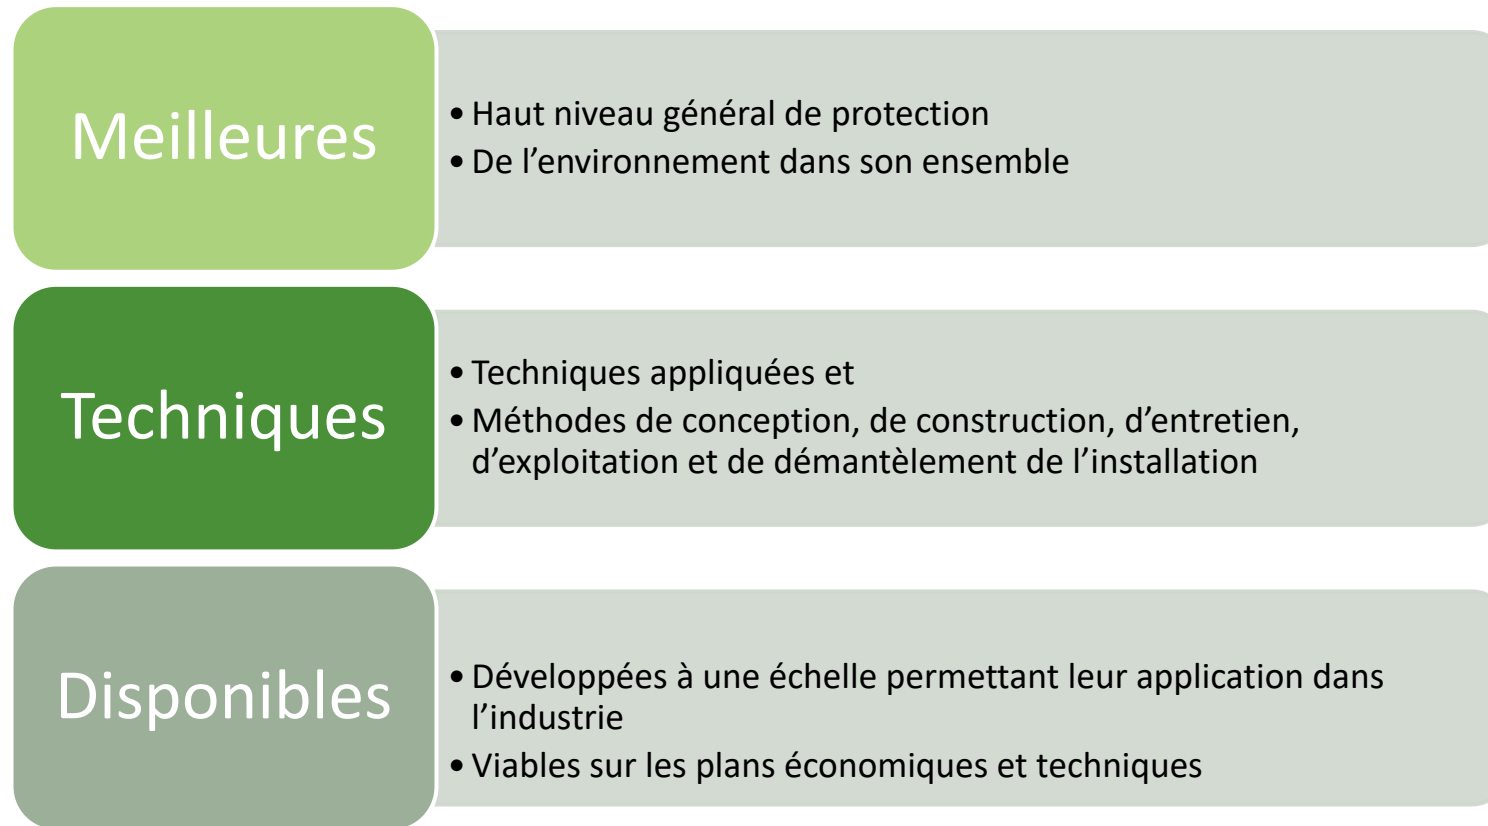 Meilleures
• Haut niveau général de protection
• De l’environnement dans son ensemble
Techniques
• Techniques appliquées et
• Méthodes de conception, de construction, d’entretien,
d’exploitation et de démantèlement de l’installation
Disponibles
• Développées à une échelle permettant leur application dans
l’industrie
• Viables sur les plans économiques et techniques